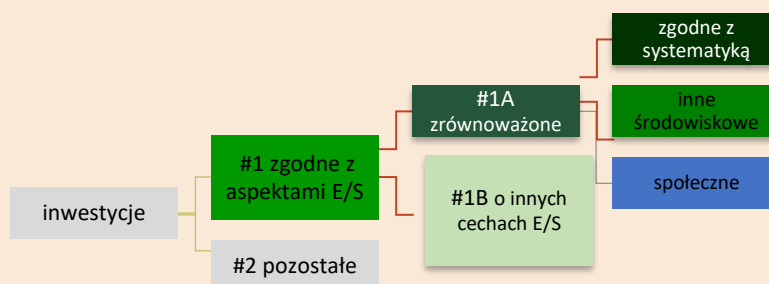 inwestycje
#1 zgodne z
aspektami E/S
#2 pozostałe
#1A
zrównoważone
#1B o innych
cechach E/S
zgodne z
systematyką
inne
środowiskowe
społeczne